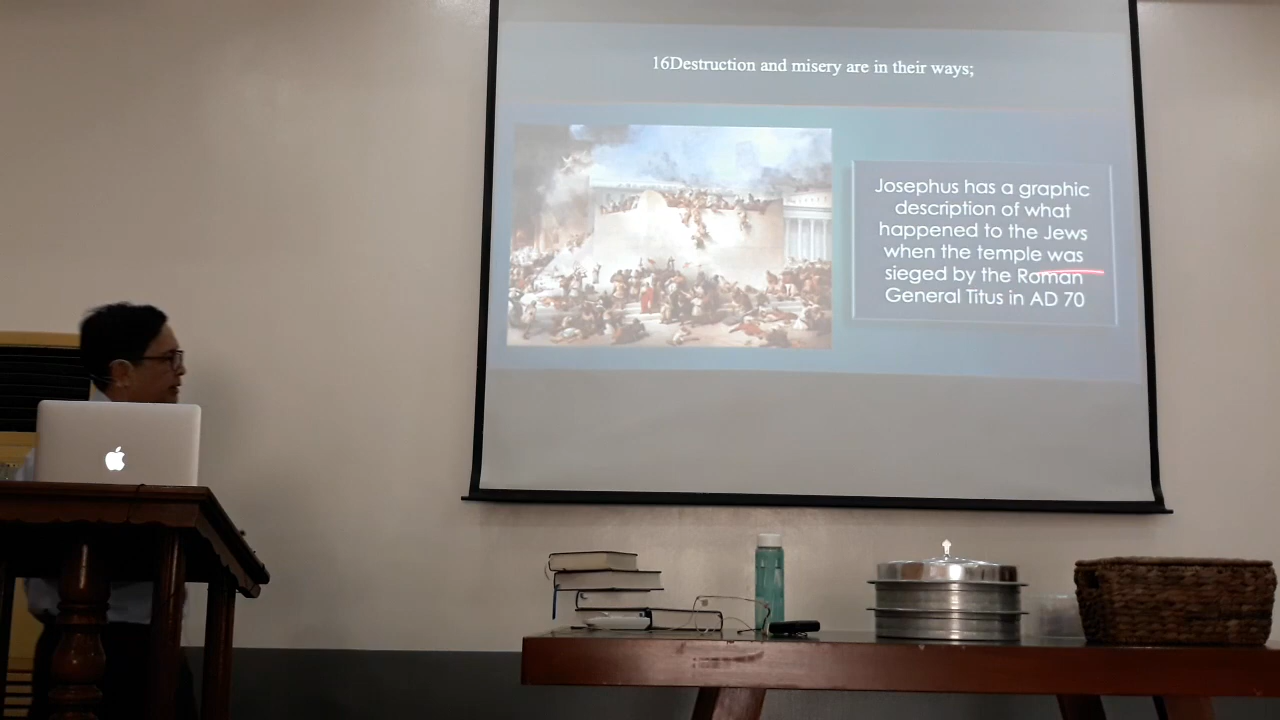 16Destruction and misery are in their ways;
Josephus has a graphic
description of what
happened to the Jews
when the temple was
sieged by the Roman
General Titus in AD 70